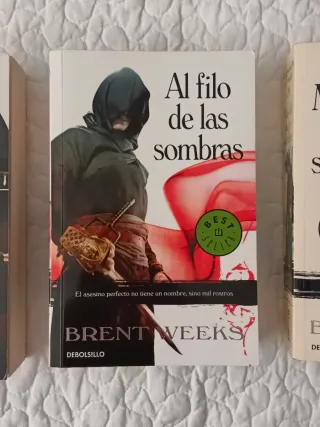 Al filo
de las
sombras
BEST
SELLER
El asesino perfecto no tiene un nombre, sino mil rostros
BRENT WEEKS
DEBOLSILLO
M
s
B
DEB